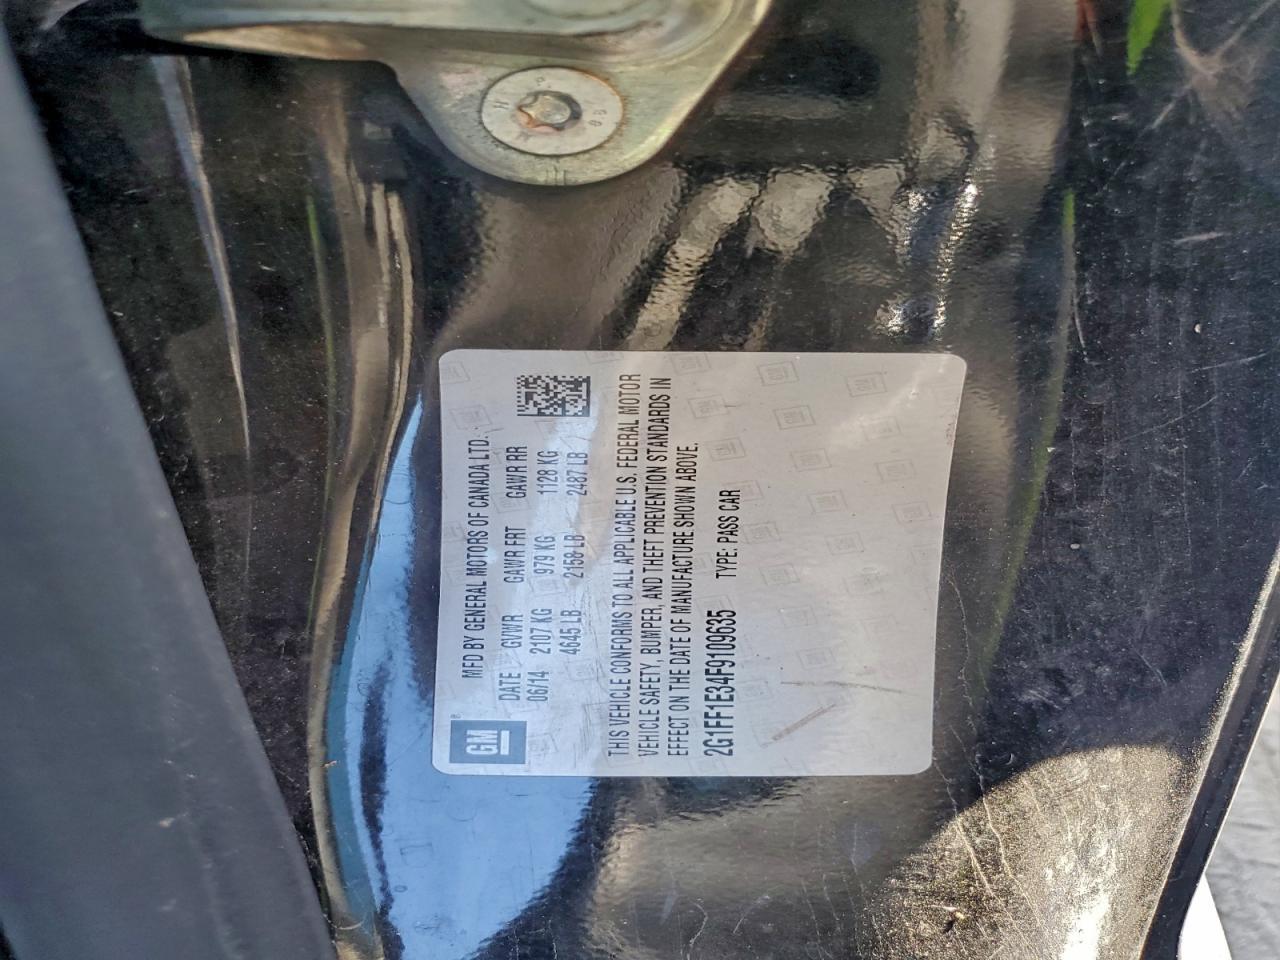 GM
MFD BY GENERAL MOTORS OF CANADA LTD.
DATE GVWR GAWR FRT GAWR RR
06/14 2107 KG 979 KG 1128 KG
4645 LB 2158 LB 2487 LB
THIS VEHICLE CONFORMS TO ALL APPLICABLE U.S. FEDERAL MOTOR
VEHICLE SAFETY, BUMPER, AND THEFT PREVENTION STANDARDS IN
EFFECT ON THE DATE OF MANUFACTURE SHOWN ABOVE.
2G1FF1E34F9109635 TYPE: PASS CAR